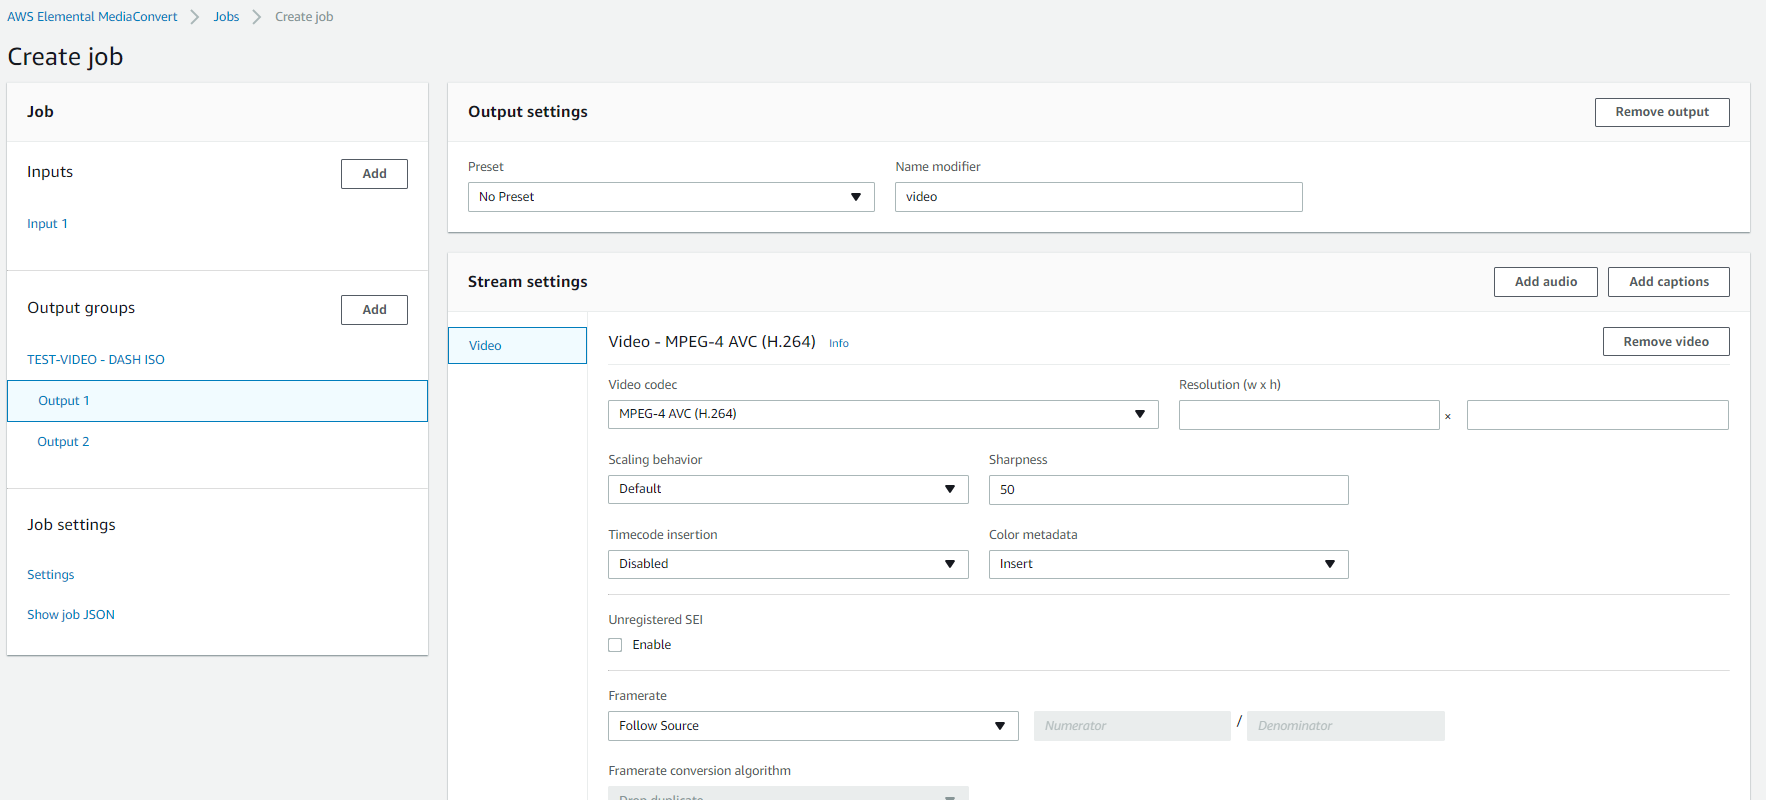 AWS Elemental MediaConvert > Jobs > Create job
Create job
Job
Inputs
Add
Input 1
Output groups
Add
TEST-VIDEO - DASH ISO
Output 1
Output 2
Job settings
Settings
Show job JSON
Output settings
Remove output
Preset
Name modifier
No Preset
video
Stream settings
Add audio
Add captions
Video
Video - MPEG-4 AVC (H.264) Info
Remove video
Video codec
Resolution (w x h)
MPEG-4 AVC (H.264)
×
Scaling behavior
Sharpness
Default
50
Timecode insertion
Color metadata
Disabled
Insert
Unregistered SEI
Enable
Framerate
Follow Source
Numerator / Denominator
Framerate conversion algorithm
Drop duplicate